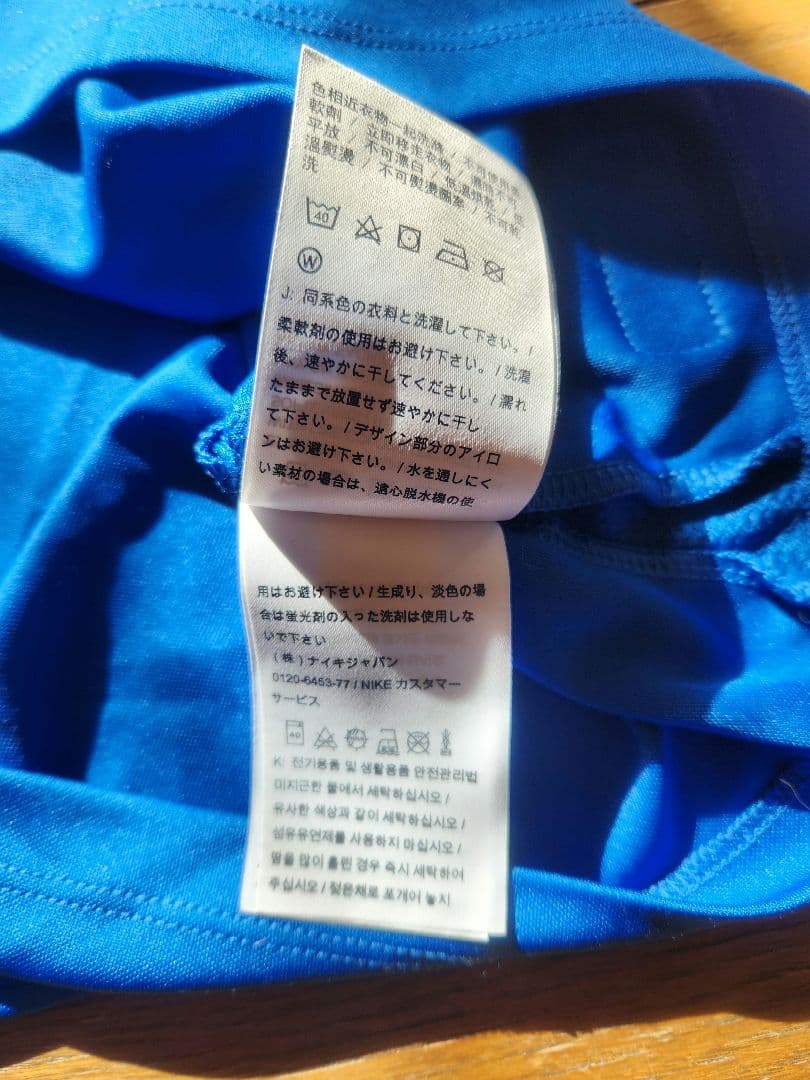 色相近衣物一起洗滌 / 不可使用柔
軟劑 / 立即移走衣物 / 懸掛
平放 / 不可漂白 / 低溫烘乾 / 低
溫熨燙 / 不可熨燙圖案 / 不可乾
洗
40
W
J: 同系色の衣料と洗濯して下さい。/
柔軟剤の使用はお避け下さい。/ 洗濯
後、速やかに干してください。/ 濡れ
たままで放置せず速やかに干し
て下さい。/ デザイン部分のアイロ
ンはお避け下さい。/ 水を通しにく
い素材の場合は、遠心脱水機の使
用はお避け下さい / 生成り、淡色の場
合は蛍光剤の入った洗剤は使用しな
いで下さい
(株) ナイキジャパン
0120-6453-77 / NIKE カスタマー
サービス
40
K: 전기용품 및 생활용품 안전관리법
미지근한 물에서 세탁하십시오 /
유사한 색상과 같이 세탁하십시오 /
섬유유연제를 사용하지 마십시오 /
땀을 많이 흘린 경우 즉시 세탁하여
주십시오 / 젖은채로 포개어 놓지